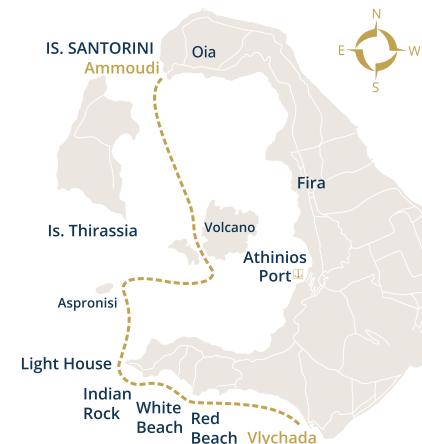 N
E
W
S
IS. SANTORINI
Ammoudi
Oia
Fira
Is. Thirassia
Volcano
Athinios
Port
Aspronisi
Light House
Indian
Rock
White
Beach
Red
Beach
Vlychada